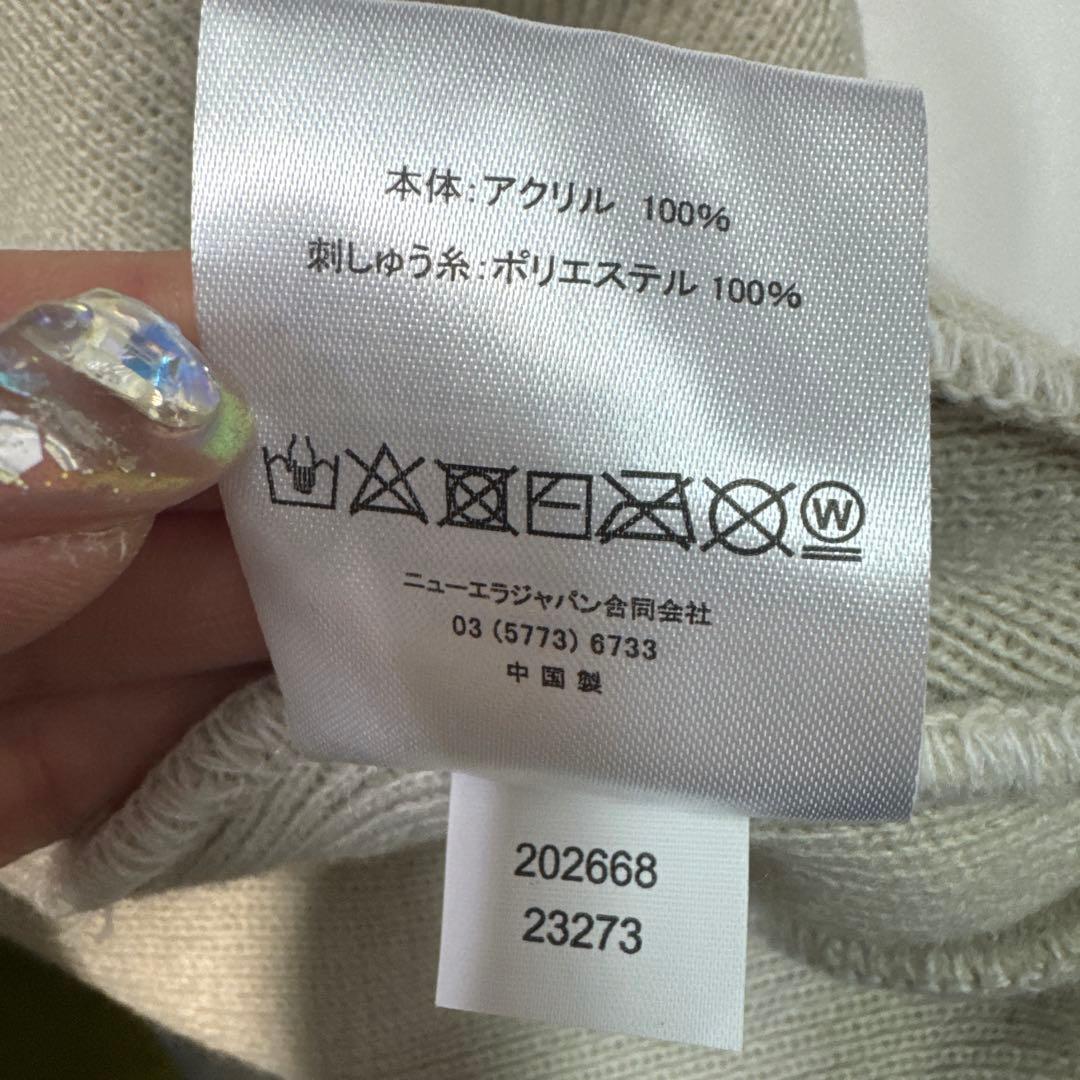 本体:アクリル 100%
刺しゅう糸:ポリエステル 100%
W
ニューエラジャパン合同会社
03 (5773) 6733
中国製
202668
23273